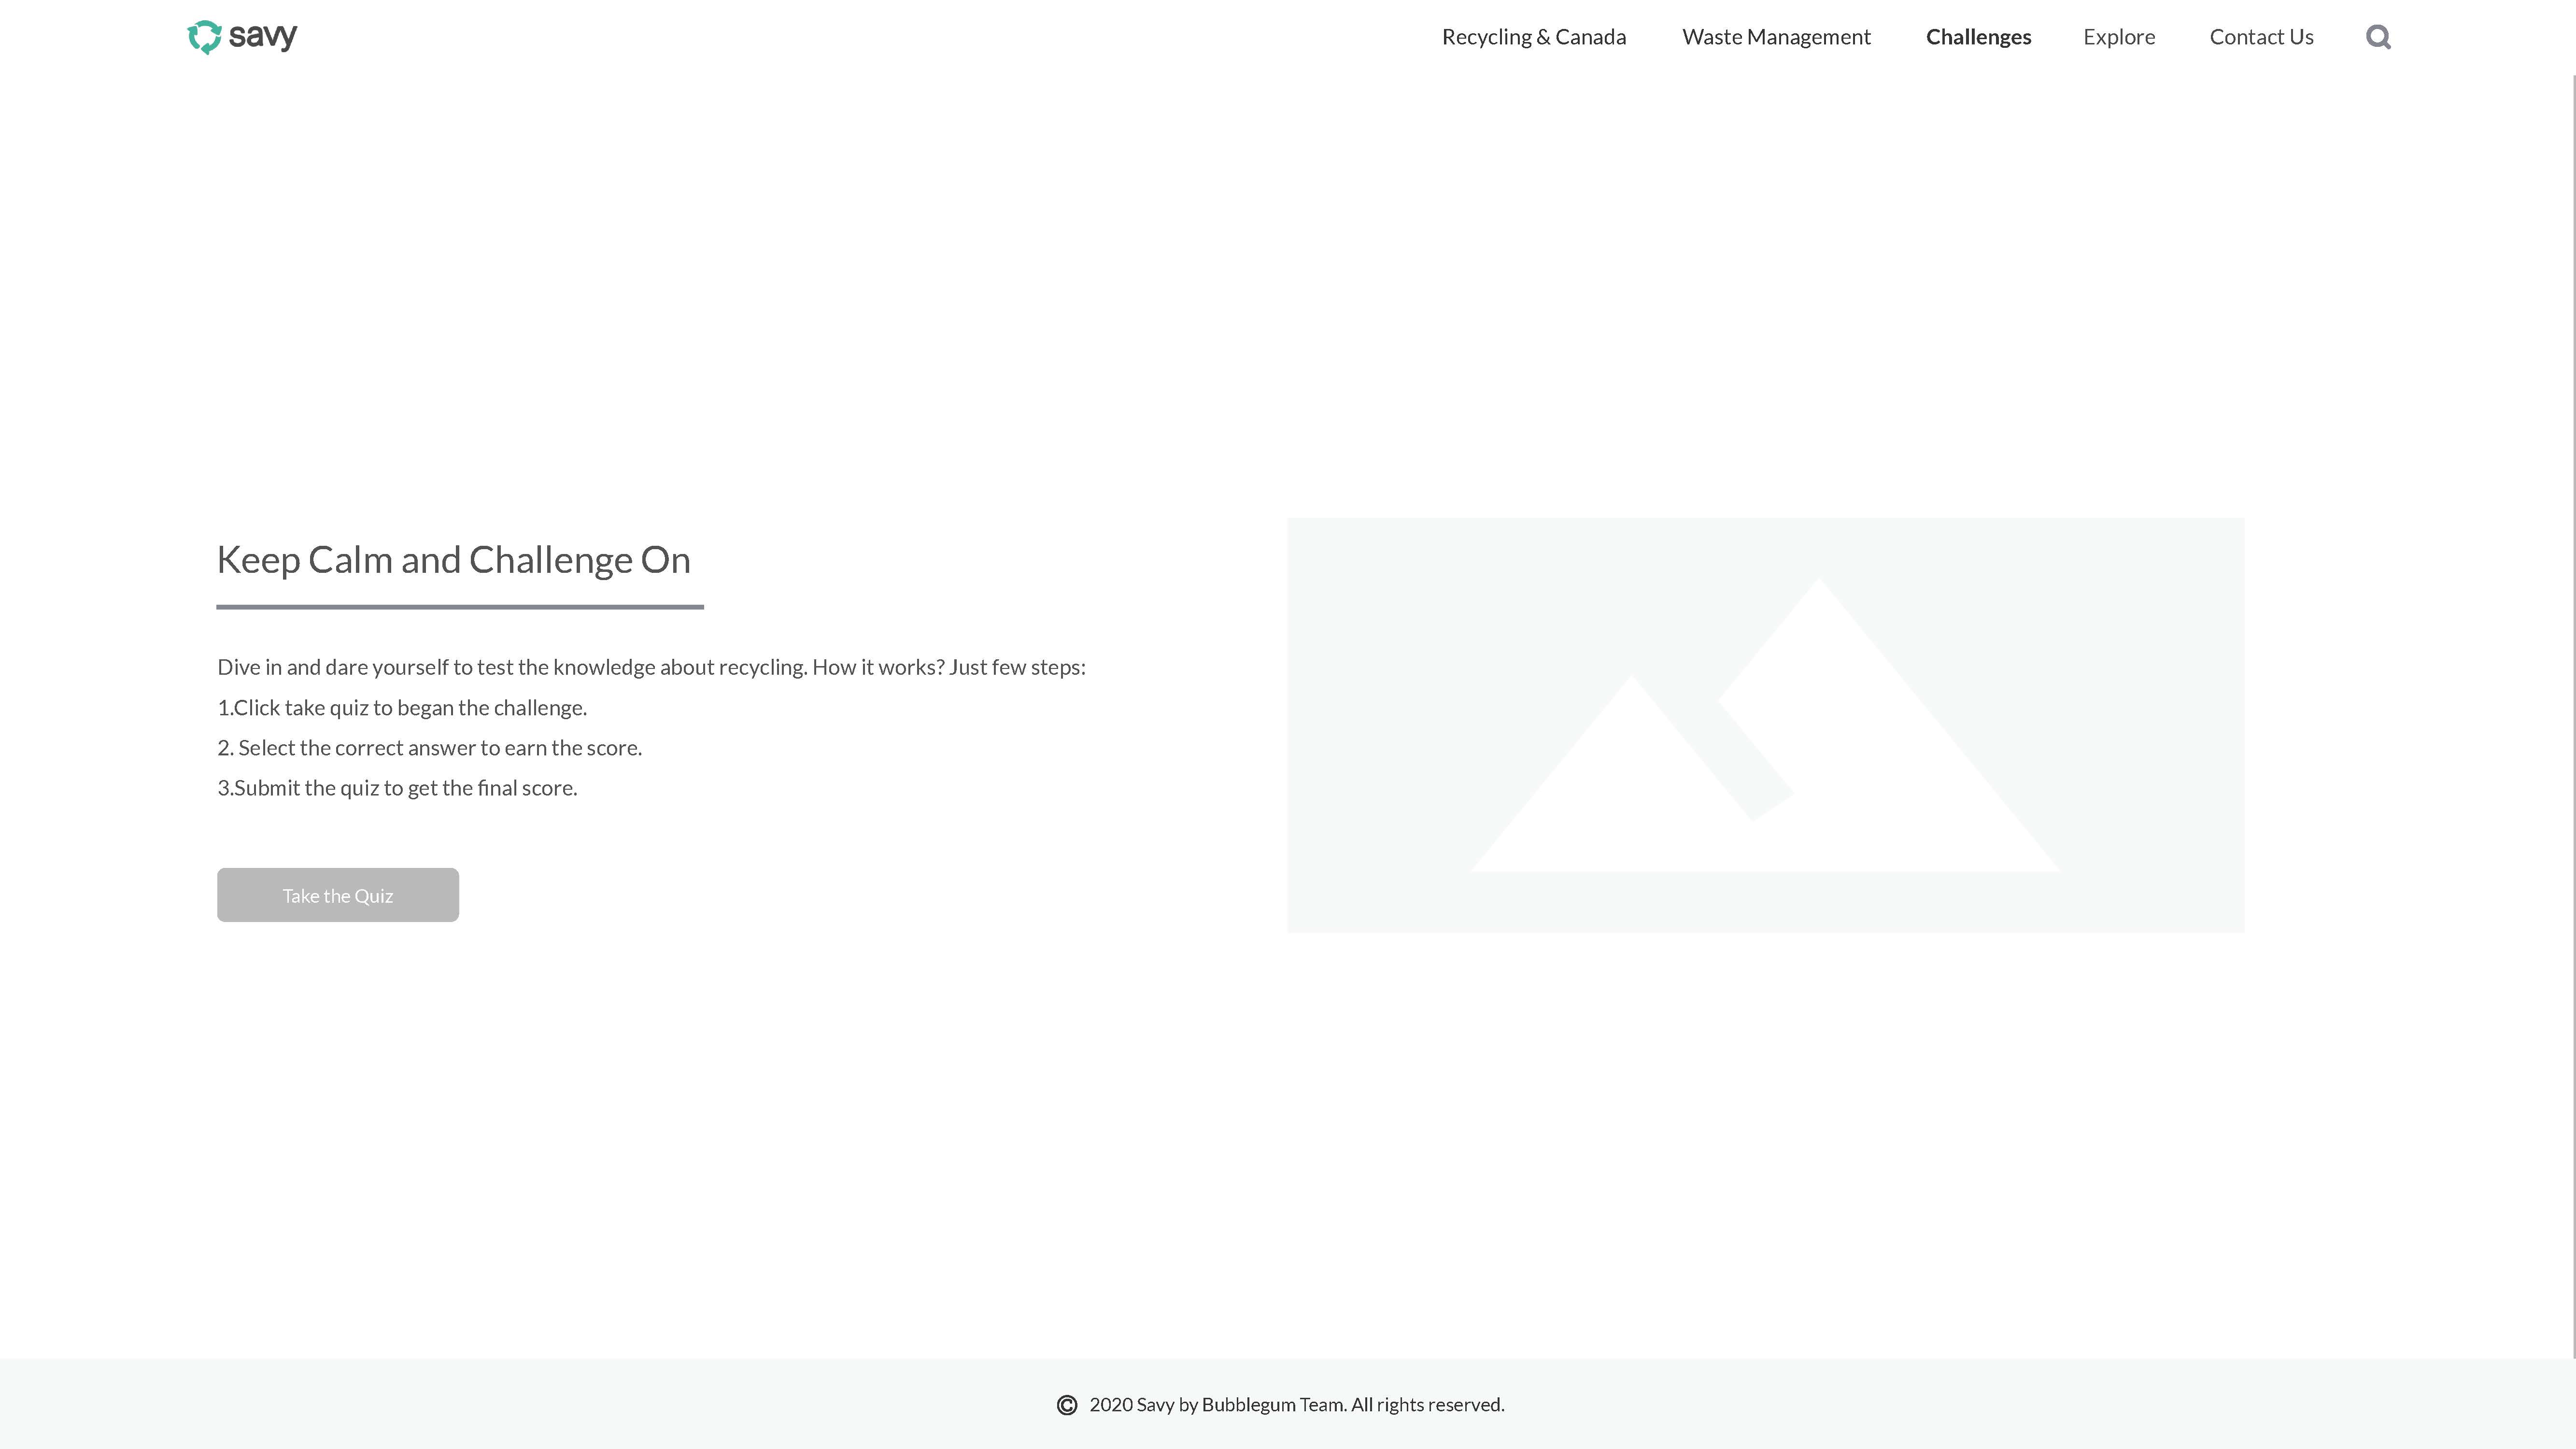 savy
Recycling & Canada
Waste Management
Challenges
Explore
Contact Us
Keep Calm and Challenge On
Dive in and dare yourself to test the knowledge about recycling. How it works? Just few steps:
1.Click take quiz to began the challenge.
2. Select the correct answer to earn the score.
3.Submit the quiz to get the final score.
Take the Quiz
© 2020 Savy by Bubblegum Team. All rights reserved.